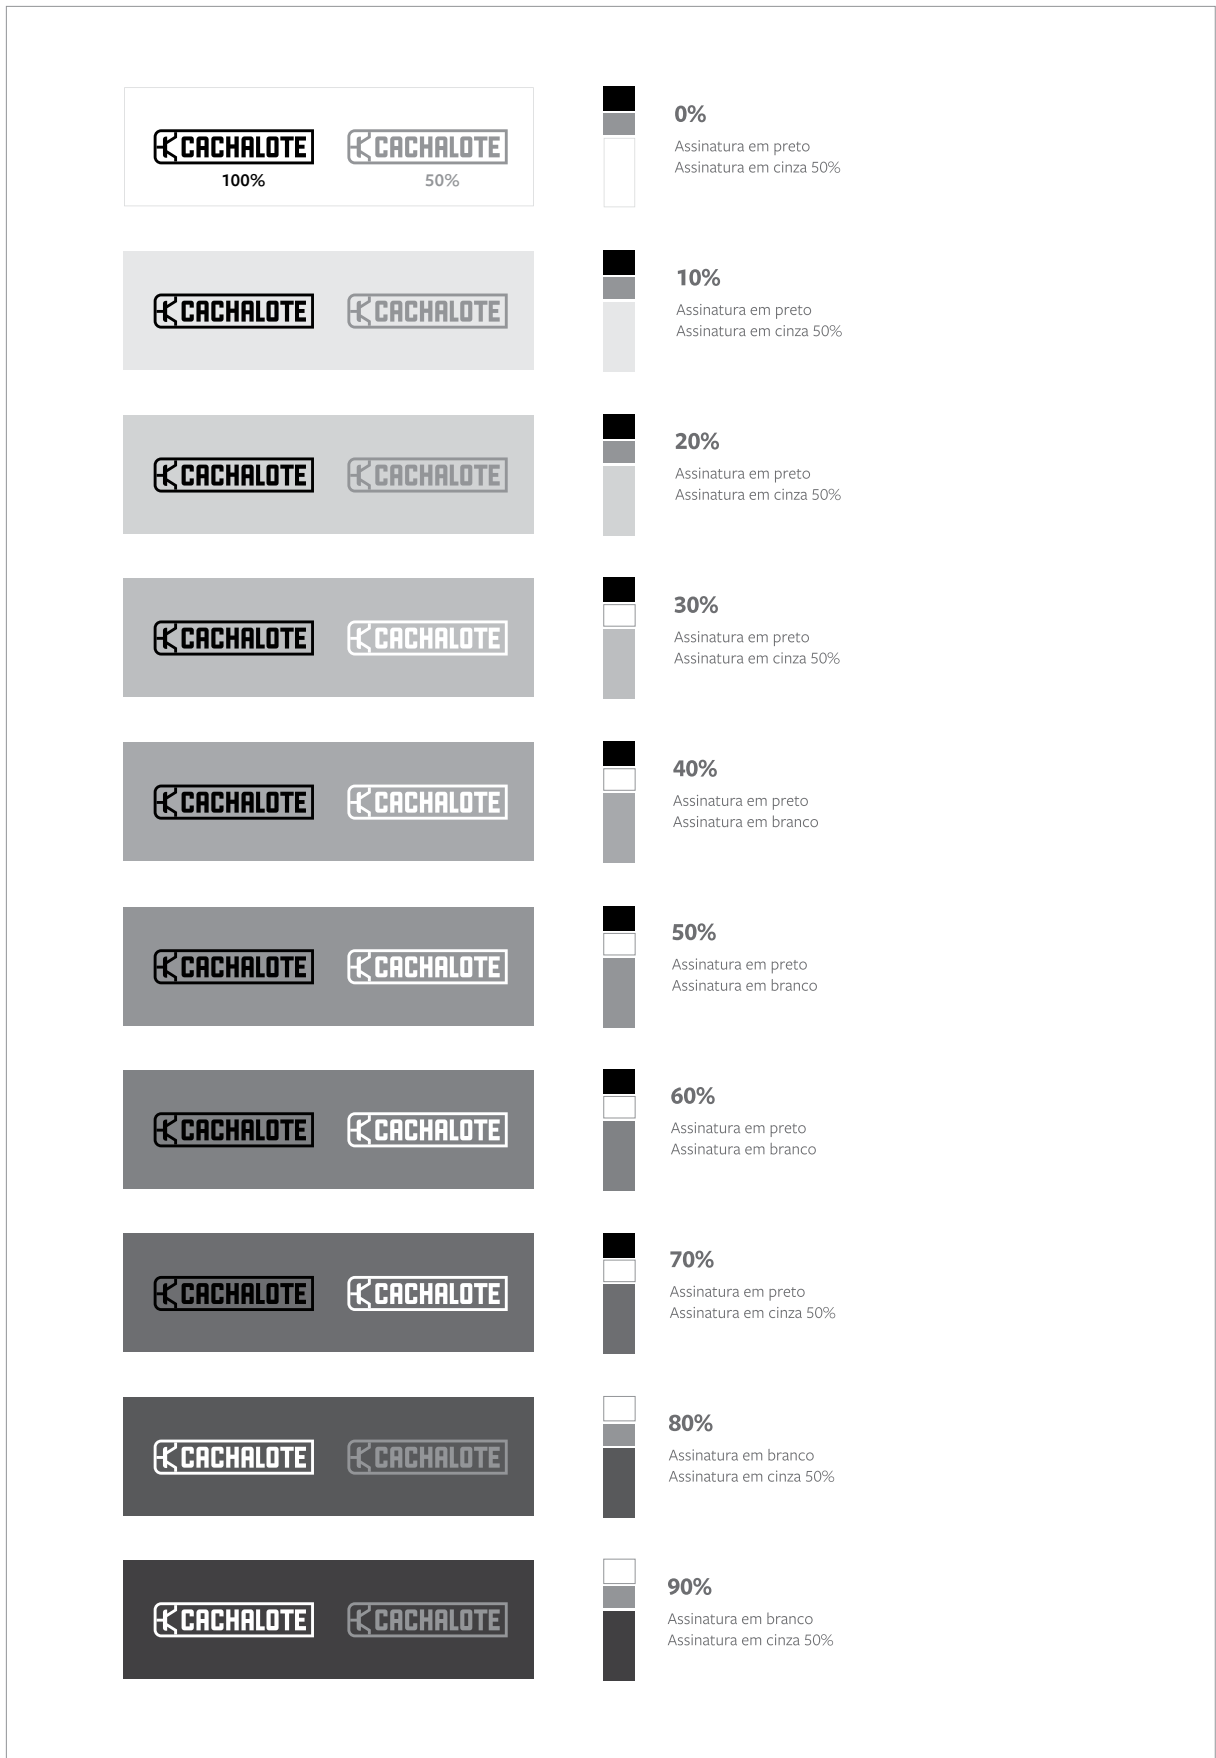 CACHALOTE CACHALOTE
100% 50%
0%
Assinatura em preto
Assinatura em cinza 50%
CACHALOTE CACHALOTE
10%
Assinatura em preto
Assinatura em cinza 50%
CACHALOTE CACHALOTE
20%
Assinatura em preto
Assinatura em cinza 50%
CACHALOTE CACHALOTE
30%
Assinatura em preto
Assinatura em cinza 50%
CACHALOTE CACHALOTE
40%
Assinatura em preto
Assinatura em branco
CACHALOTE CACHALOTE
50%
Assinatura em preto
Assinatura em branco
CACHALOTE CACHALOTE
60%
Assinatura em preto
Assinatura em branco
CACHALOTE CACHALOTE
70%
Assinatura em preto
Assinatura em cinza 50%
CACHALOTE CACHALOTE
80%
Assinatura em branco
Assinatura em cinza 50%
CACHALOTE CACHALOTE
90%
Assinatura em branco
Assinatura em cinza 50%